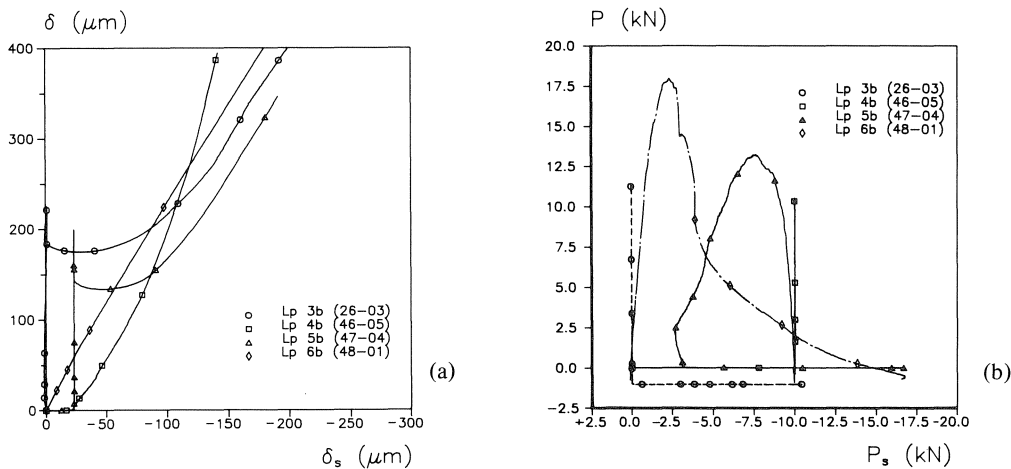 δ (μm)
400
300
200
100
0
0 -50 -100 -150 -200 -250 -300
δs (μm)
Lp 3b (26-03)
Lp 4b (46-05)
Lp 5b (47-04)
Lp 6b (48-01)
(a)
P (kN)
20.0
17.5
15.0
12.5
10.0
7.5
5.0
2.5
0.0
-2.5
+2.5 0.0 -2.5 -5.0 -7.5 -10.0 -12.5 -15.0 -17.5 -20.0
Ps (kN)
Lp 3b (26-03)
Lp 4b (46-05)
Lp 5b (47-04)
Lp 6b (48-01)
(b)